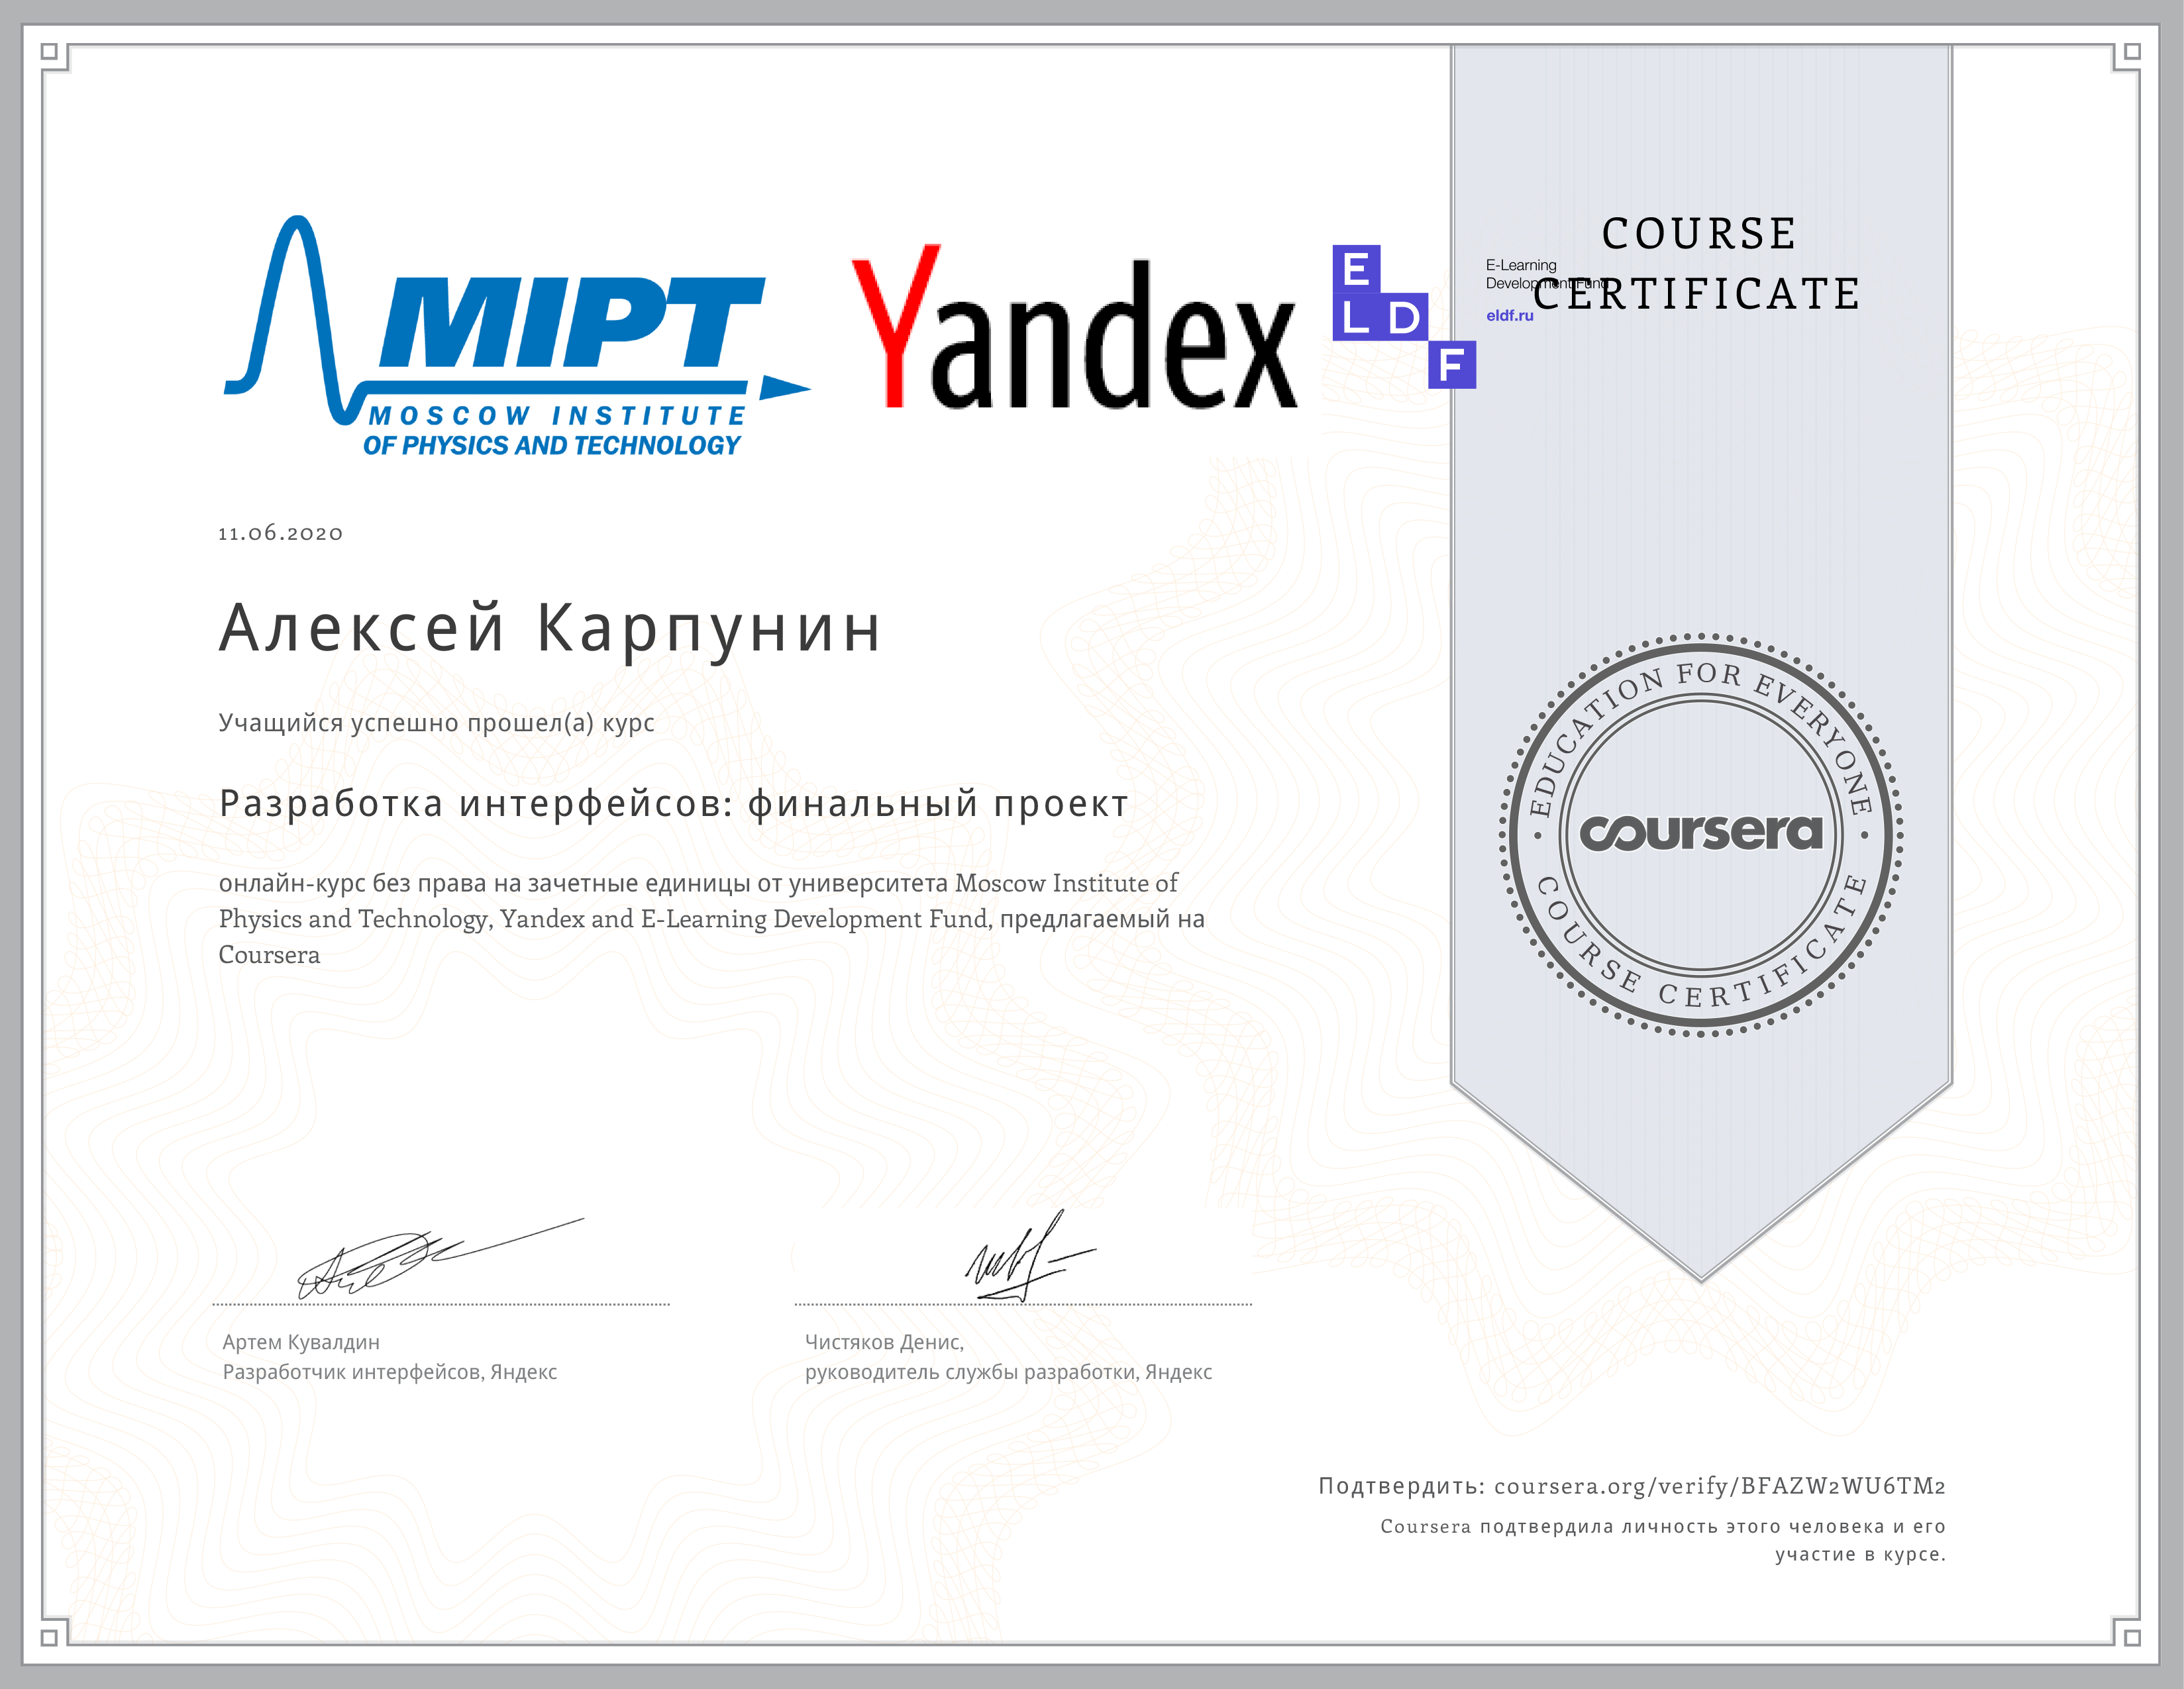 MIPT
MOSCOW INSTITUTE
OF PHYSICS AND TECHNOLOGY
Yandex
E
L D
F
E-Learning
Development Fund
eldf.ru
COURSE
CERTIFICATE
11.06.2020
Алексей Карпунин
Учащийся успешно прошел(а) курс
Разработка интерфейсов: финальный проект
онлайн-курс без права на зачетные единицы от университета Moscow Institute of
Physics and Technology, Yandex and E-Learning Development Fund, предлагаемый на
Coursera
EDUCATION FOR EVERYONE
coursera
COURSE CERTIFICATE
Артем Кувалдин
Разработчик интерфейсов, Яндекс
Чистяков Денис,
руководитель службы разработки, Яндекс
Подтвердить: coursera.org/verify/BFAZW2WU6TM2
Coursera подтвердила личность этого человека и его
участие в курсе.